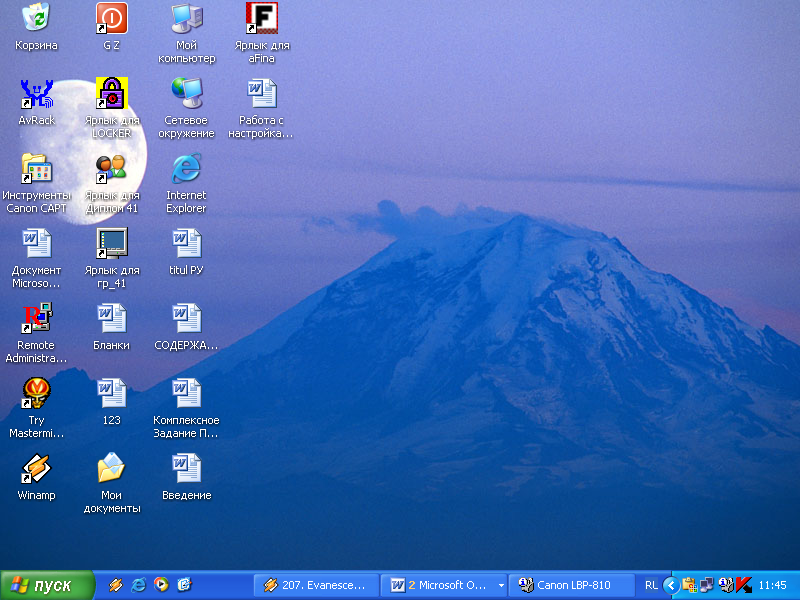 Корзина
G Z
Мой
компьютер
Ярлык для
aFina
AvRack
Ярлык для
LOCKER
Сетевое
окружение
Работа с
настройка...
Инструменты
Canon CAPT
Ярлык для
Диплом 41
Internet
Explorer
Документ
Microso...
Ярлык для
гр_41
titul РУ
Remote
Administra...
Бланки
СОДЕРЖА...
Try
Mastermi...
123
Комплексное
Задание П...
Winamp
Мои
документы
Введение
пуск
207. Evanesce...
2 Microsoft O...
Canon LBP-810
RL
11:45